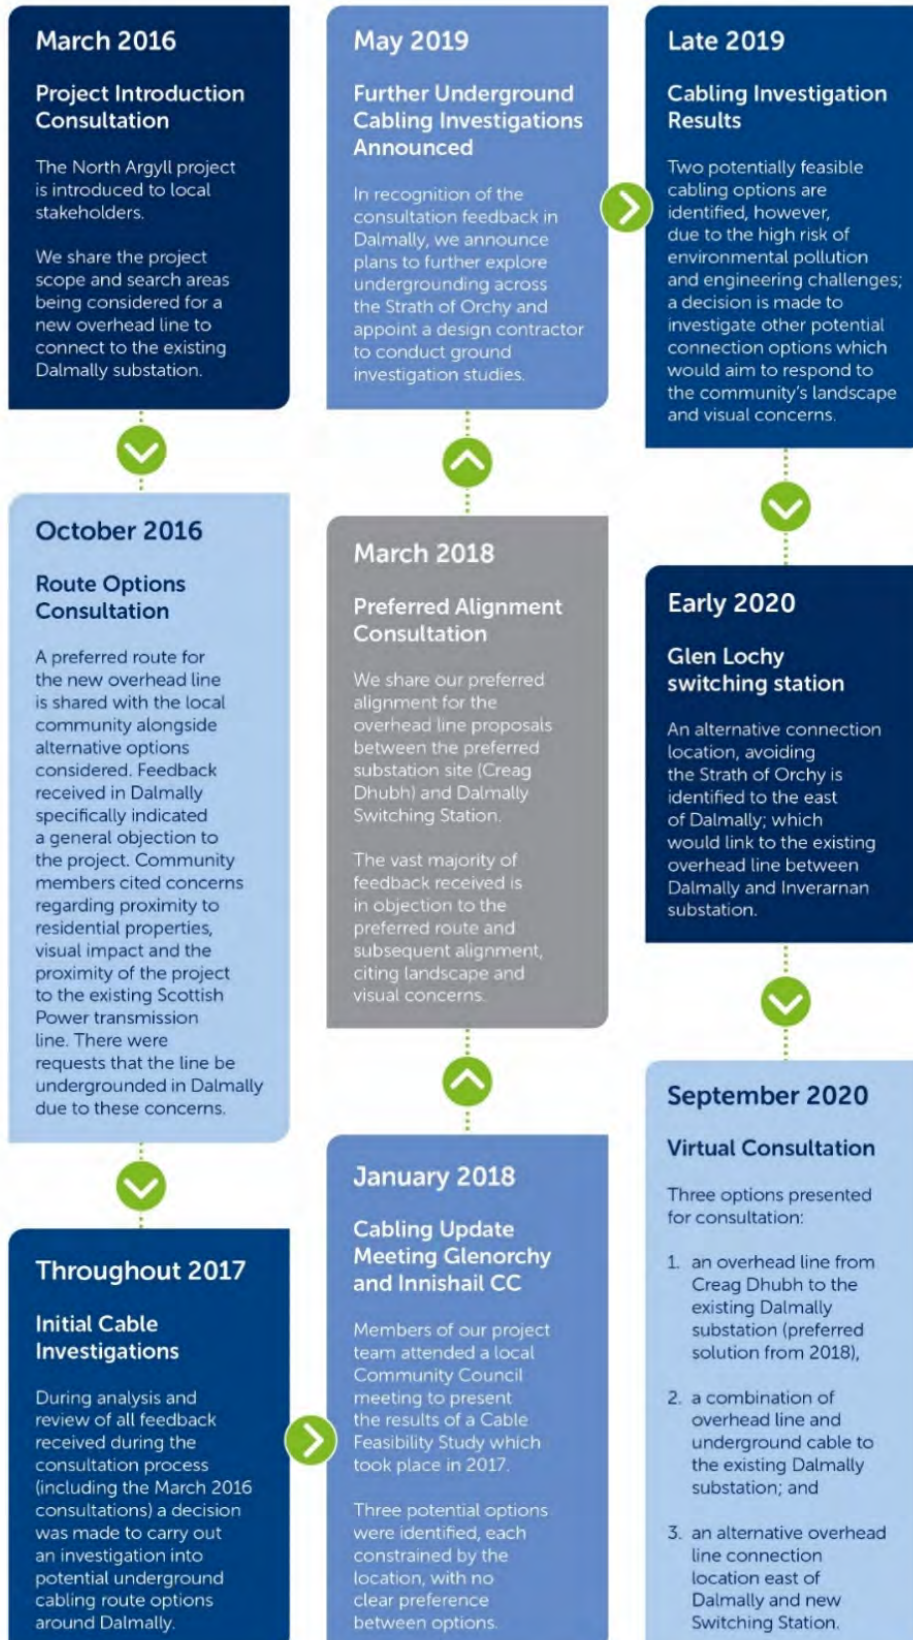 March 2016
Project Introduction
Consultation
The North Argyll project
is introduced to local
stakeholders.
We share the project
scope and search areas
being considered for a
new overhead line to
connect to the existing
Dalmally substation.
October 2016
Route Options
Consultation
A preferred route for
the new overhead line
is shared with the local
community alongside
alternative options
considered. Feedback
received in Dalmally
specifically indicated
a general objection to
the project. Community
members cited concerns
regarding proximity to
residential properties,
visual impact and the
proximity of the project
to the existing Scottish
Power transmission
line. There were
requests that the line be
undergrounded in Dalmally
due to these concerns.
Throughout 2017
Initial Cable
Investigations
During analysis and
review of all feedback
received during the
consultation process
(including the March 2016
consultations) a decision
was made to carry out
an investigation into
potential underground
cabling route options
around Dalmally.
January 2018
Cabling Update
Meeting Glenorchy
and Innishail CC
Members of our project
team attended a local
Community Council
meeting to present
the results of a Cable
Feasibility Study which
took place in 2017.
Three potential options
were identified, each
constrained by the
location, with no
clear preference
between options.
March 2018
Preferred Alignment
Consultation
We share our preferred
alignment for the
overhead line proposals
between the preferred
substation site (Creag
Dhubh) and Dalmally
Switching Station.
The vast majority of
feedback received is
in objection to the
preferred route and
subsequent alignment,
citing landscape and
visual concerns.
May 2019
Further Underground
Cabling Investigations
Announced
In recognition of the
consultation feedback in
Dalmally, we announce
plans to further explore
undergrounding across
the Strath of Orchy and
appoint a design contractor
to conduct ground
investigation studies.
Late 2019
Cabling Investigation
Results
Two potentially feasible
cabling options are
identified, however,
due to the high risk of
environmental pollution
and engineering challenges;
a decision is made to
investigate other potential
connection options which
would aim to respond to
the community's landscape
and visual concerns.
Early 2020
Glen Lochy
switching station
An alternative connection
location, avoiding
the Strath of Orchy is
identified to the east
of Dalmally; which
would link to the existing
overhead line between
Dalmally and Inverarnan
substation.
September 2020
Virtual Consultation
Three options presented
for consultation:
1. an overhead line from
Creag Dhubh to the
existing Dalmally
substation (preferred
solution from 2018),
2. a combination of
overhead line and
underground cable to
the existing Dalmally
substation; and
3. an alternative overhead
line connection
location east of
Dalmally and new
Switching Station.